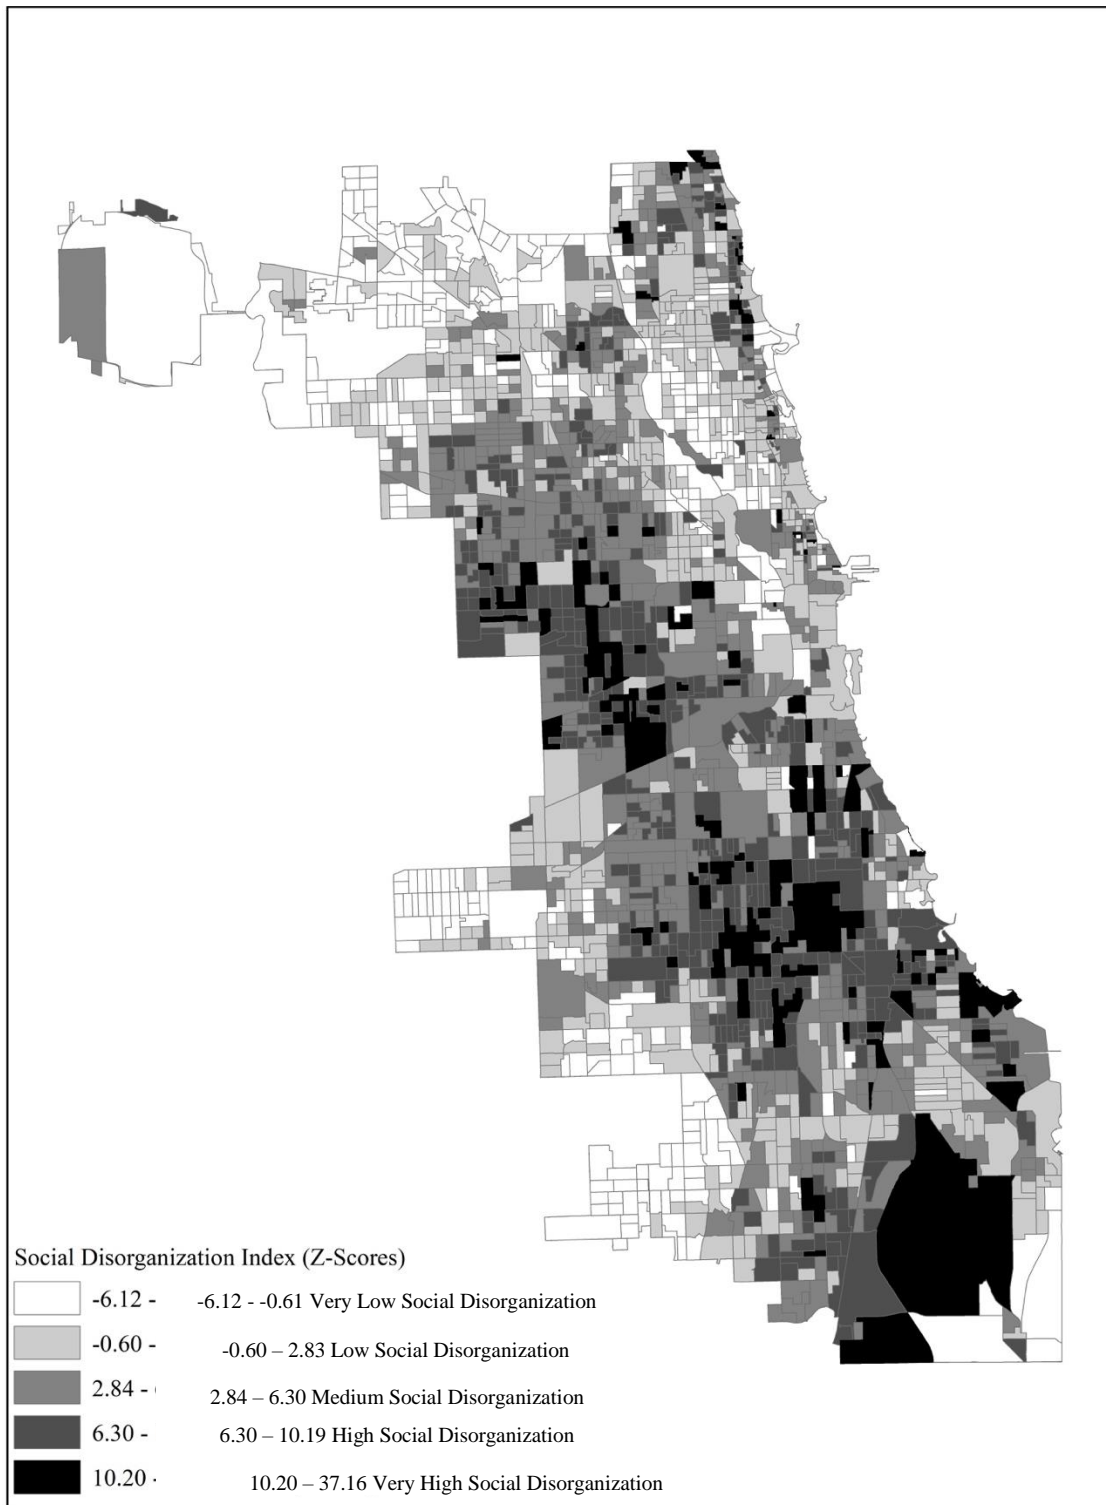 Social Disorganization Index (Z-Scores)
-6.12 - -6.12 - -0.61 Very Low Social Disorganization
-0.60 - -0.60 – 2.83 Low Social Disorganization
2.84 - 2.84 – 6.30 Medium Social Disorganization
6.30 - 6.30 – 10.19 High Social Disorganization
10.20 - 10.20 – 37.16 Very High Social Disorganization